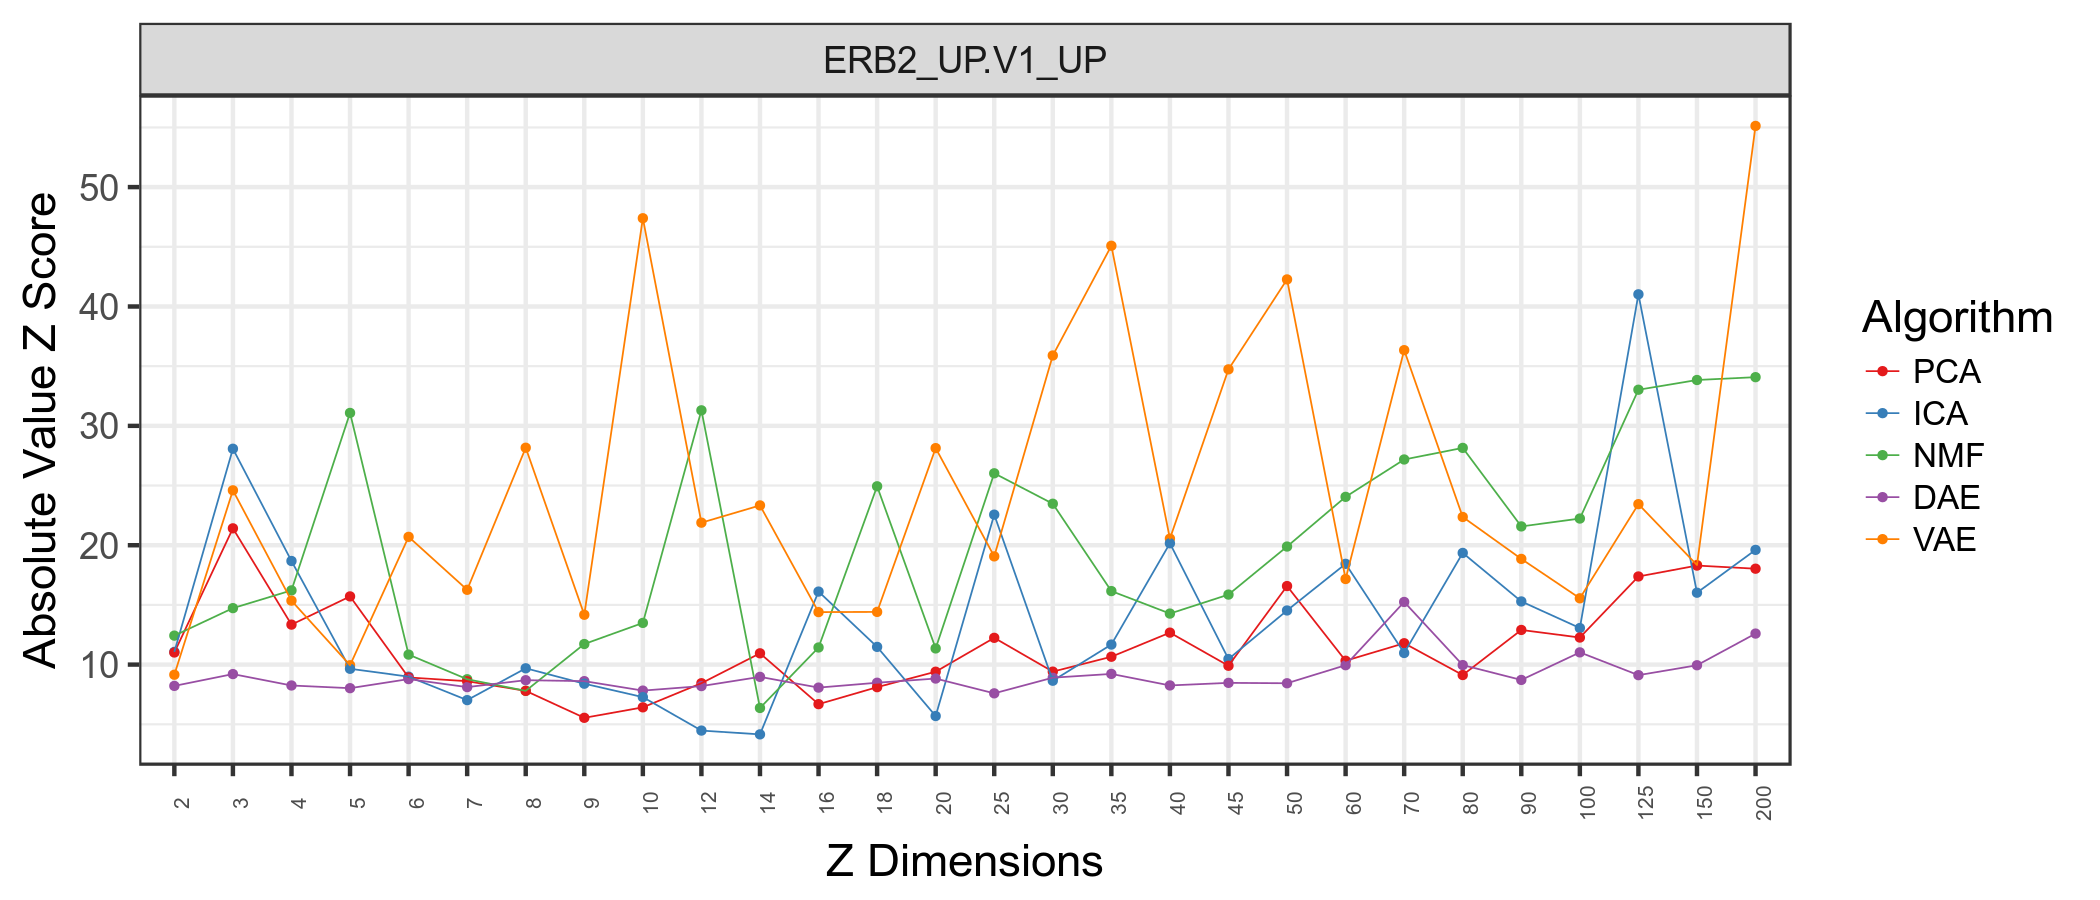 ERB2_UP.V1_UP
Absolute Value Z Score
50
40
30
20
10
2 3 4 5 6 7 8 9 10 12 14 16 18 20 25 30 35 40 45 50 60 70 80 90 100 125 150 200
Z Dimensions
Algorithm
PCA
ICA
NMF
DAE
VAE